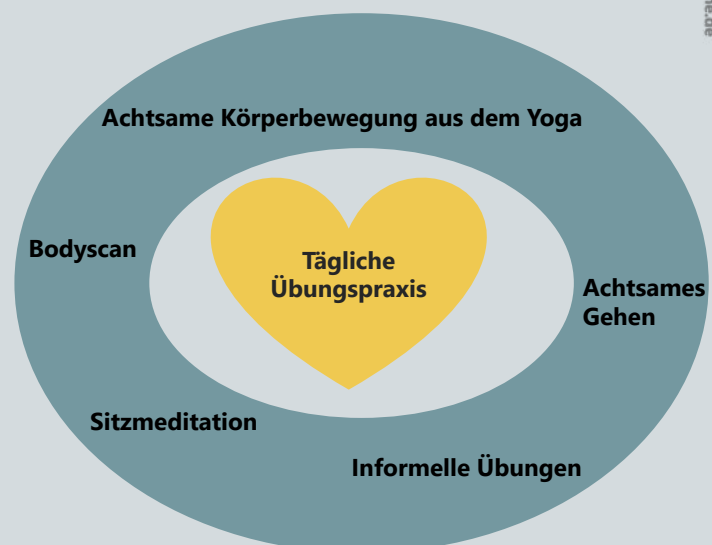 Achtsame Körperbewegung aus dem Yoga
Bodyscan
Tägliche
Übungspraxis
Achtsames
Gehen
Sitzmeditation
Informelle Übungen